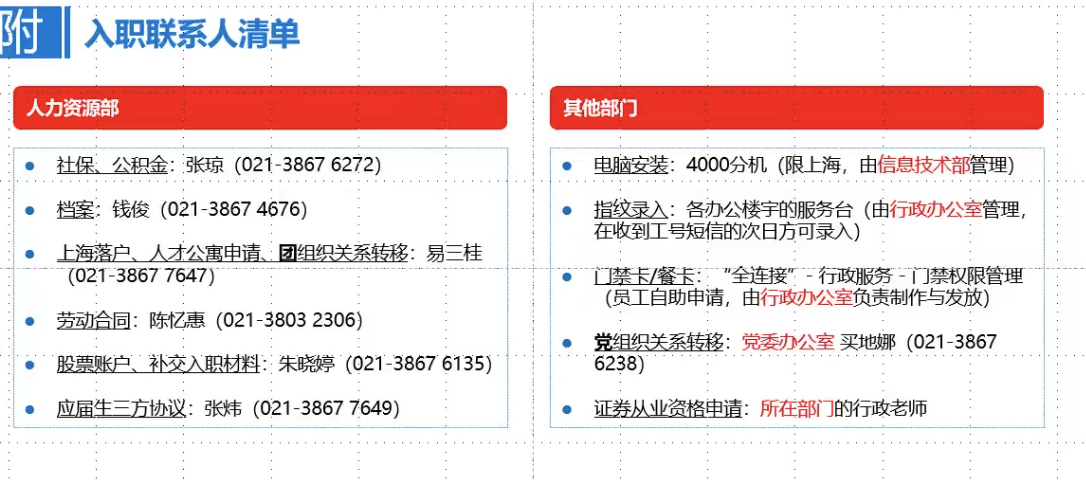 附 入职联系人清单
人力资源部
社保、公积金：张琼（021-3867 6272）
档案：钱俊（021-3867 4676）
上海落户、人才公寓申请、团组织关系转移：易三桂
（021-3867 7647）
劳动合同：陈忆惠（021-3803 2306）
股票账户、补交入职材料：朱晓婷（021-3867 6135）
应届生三方协议：张炜（021-3867 7649）
其他部门
电脑安装：4000分机（限上海，由信息技术部管理）
指纹录入：各办公楼宇的服务台（由行政办公室管理，
在收到工号短信的次日方可录入）
门禁卡/餐卡：“全连接”- 行政服务 - 门禁权限管理
（员工自助申请，由行政办公室负责制作与发放）
党组织关系转移：党委办公室 买地娜（021-3867
6238）
证券从业资格申请：所在部门的行政老师